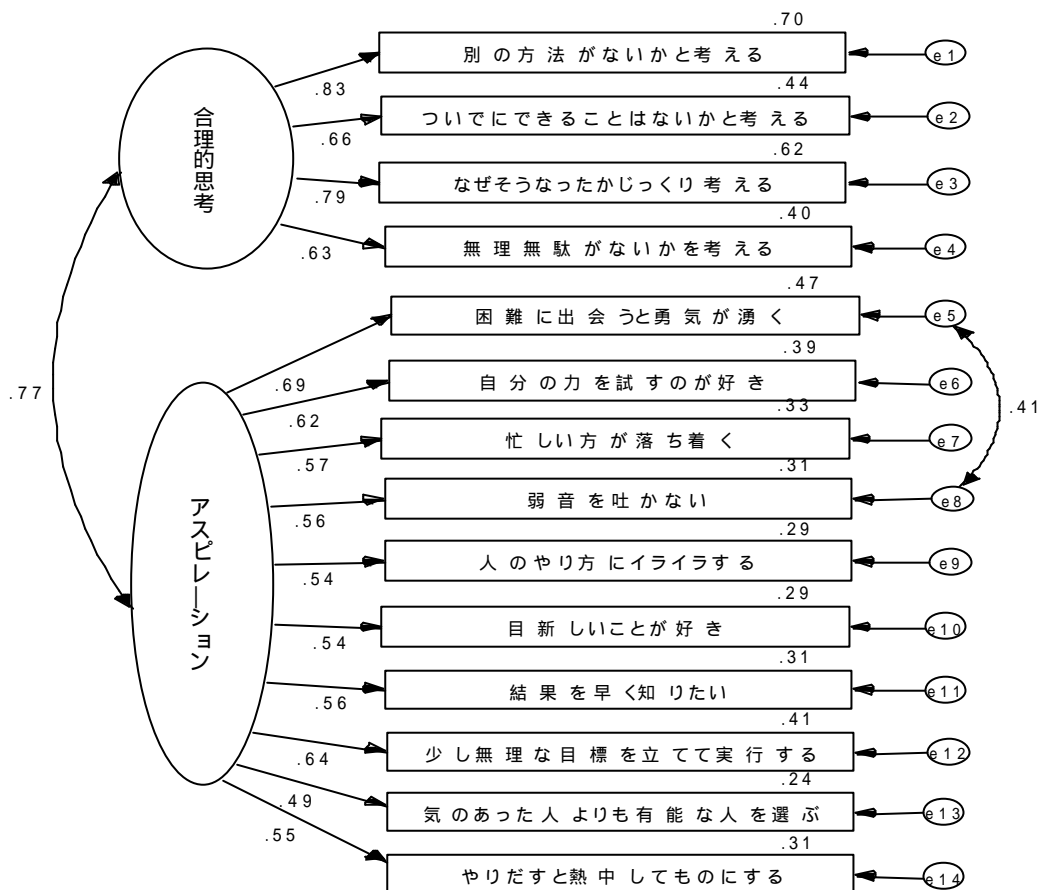 .70
別の方法がないかと考える
e1
.83
.44
ついでにできることはないかと考える
e2
.66
合理的思考
.62
なぜそうなったかじっくり考える
e3
.79
.40
無理無駄がないかを考える
e4
.63
.47
困難に出会うと勇気が湧く
e5
.69
.39
自分の力を試すのが好き
e6
.62
.77
.41
.33
忙しい方が落ち着く
e7
.57
.31
弱音を吐かない
e8
.56
アスピレーション
.29
人のやり方にイライラする
e9
.54
.29
目新しいことが好き
e10
.54
.31
結果を早く知りたい
e11
.56
.41
少し無理な目標を立てて実行する
e12
.64
.24
気のあった人よりも有能な人を選ぶ
e13
.49
.31
やりだすと熱中してものにする
e14
.55